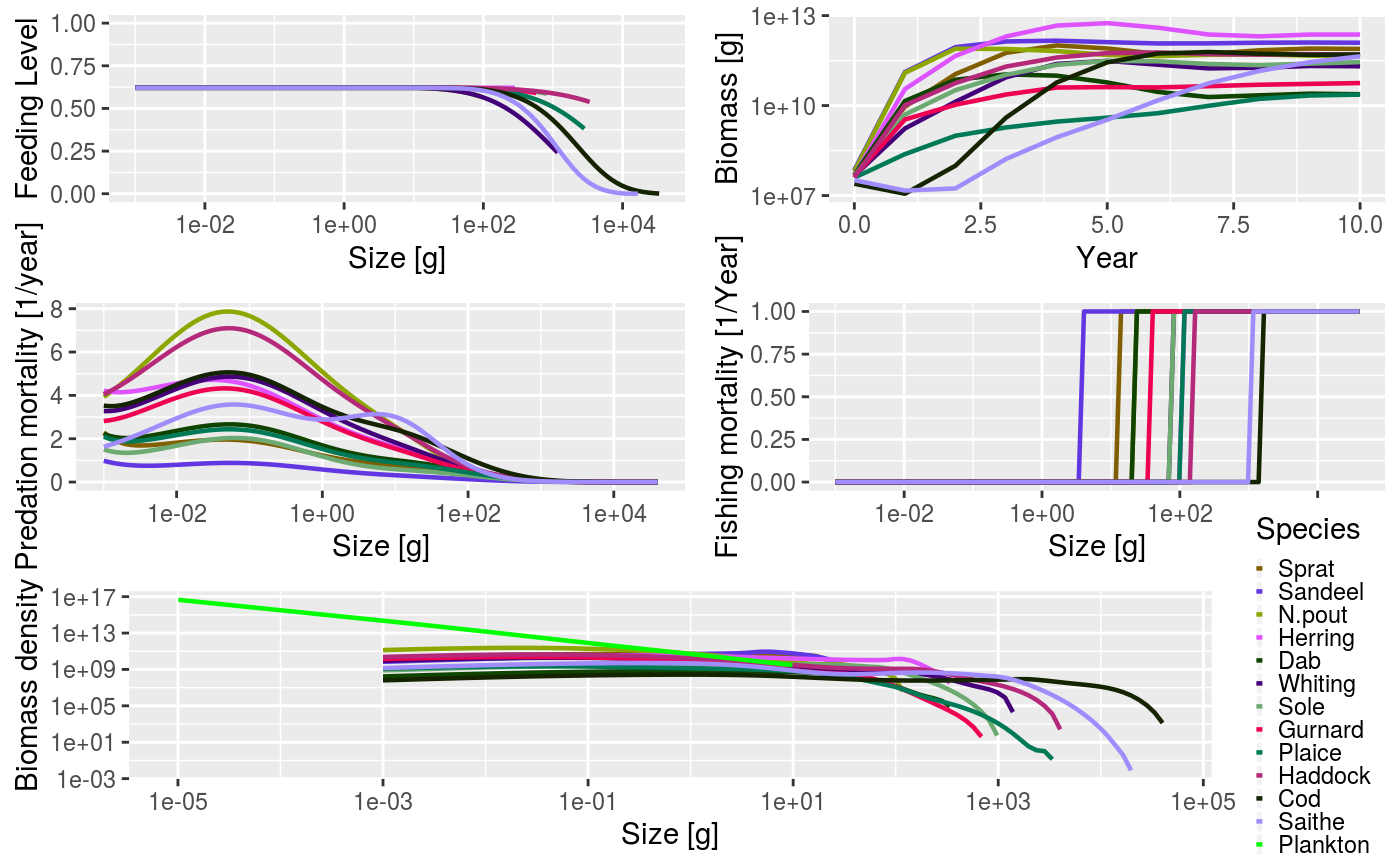 Feeding Level
1.00
0.75
0.50
0.25
0.00
1e-02 1e+00 1e+02 1e+04
Size [g]
Biomass [g]
1e+13
1e+10
1e+07
0.0 2.5 5.0 7.5 10.0
Year
Predation mortality [1/year]
8
6
4
2
0
1e-02 1e+00 1e+02 1e+04
Size [g]
Fishing mortality [1/Year]
1.00
0.75
0.50
0.25
0.00
1e-02 1e+00 1e+02
Size [g]
Biomass density
1e+17
1e+13
1e+09
1e+05
1e+01
1e-03
1e-05 1e-03 1e-01 1e+01 1e+03 1e+05
Size [g]
Species
Sprat
Sandeel
N.pout
Herring
Dab
Whiting
Sole
Gurnard
Plaice
Haddock
Cod
Saithe
Plankton